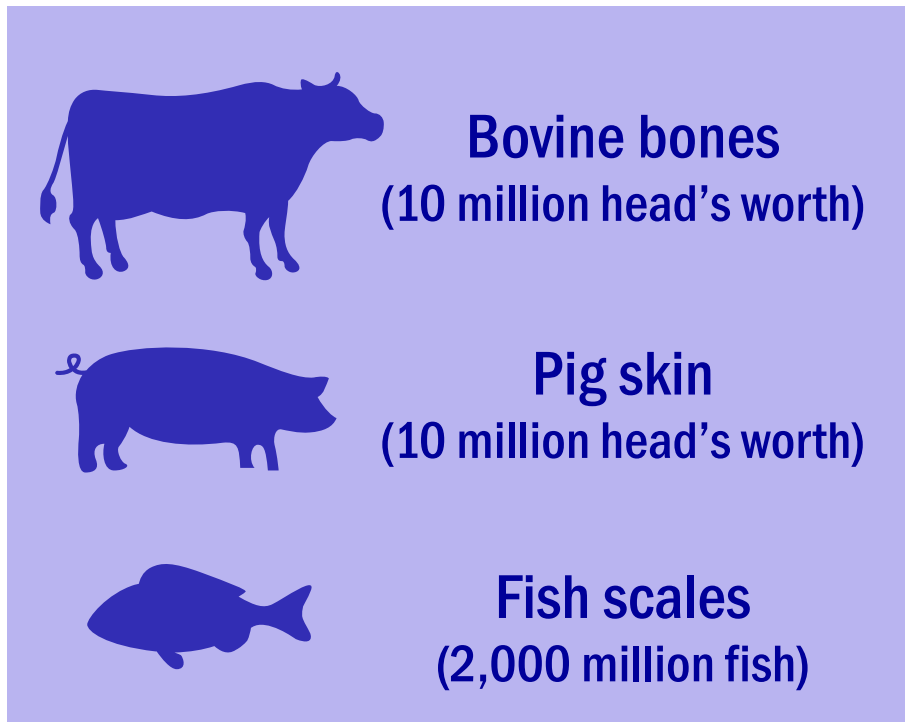 Bovine bones
(10 million head’s worth)
Pig skin
(10 million head’s worth)
Fish scales
(2,000 million fish)